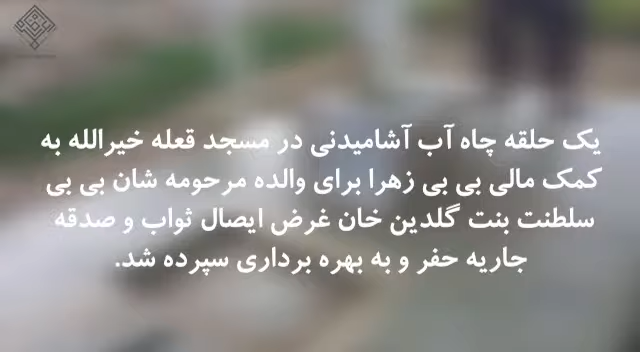 یک حلقه چاه آب آشامیدنی در مسجد قعله خیرالله به
کمک مالی بی بی زهرا برای والده مرحومه شان بی بی
سلطنت بنت گلدین خان غرض ایصال ثواب و صدقه
جاریه حفر و به بهره برداری سپرده شد.